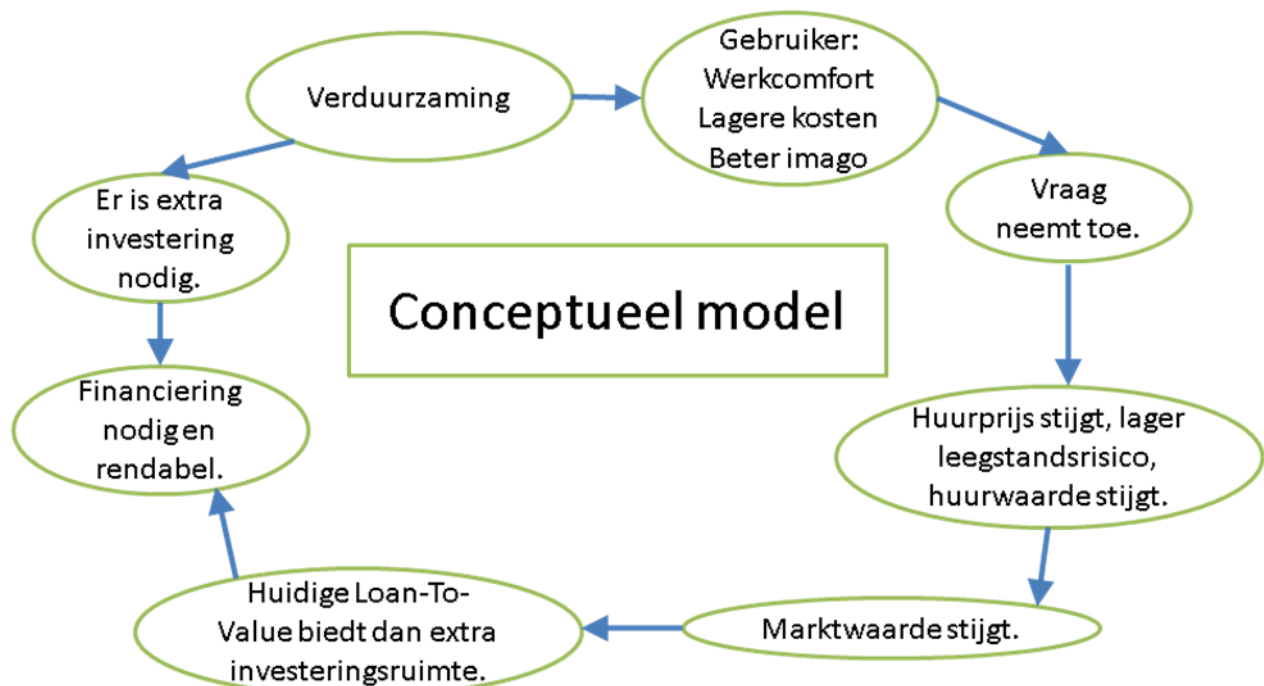 Verduurzaming
Gebruiker:
Werkcomfort
Lagere kosten
Beter imago
Er is extra
investering
nodig.
Vraag
neemt toe.
Conceptueel model
Financiering
nodig en
rendabel.
Huurprijs stijgt, lager
leegstandsrisico,
huurwaarde stijgt.
Huidige Loan-To-
Value biedt dan extra
investeringsruimte.
Marktwaarde stijgt.